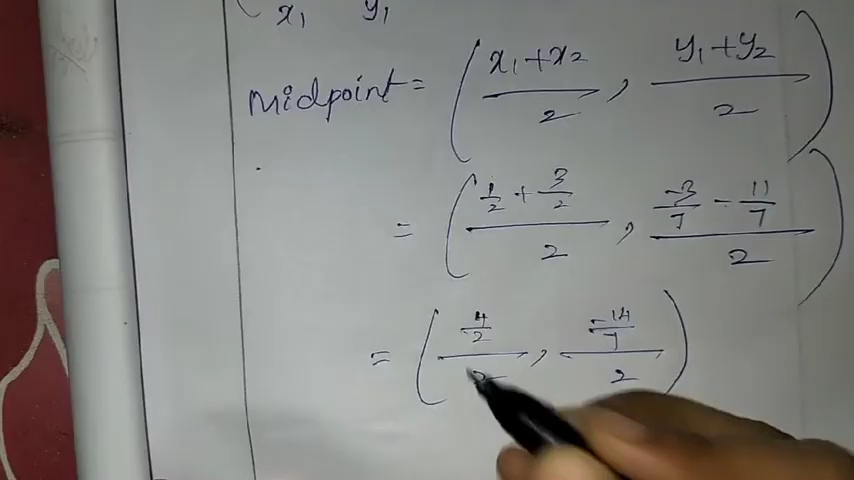 ( x₁ y₁
Midpoint = ( (x₁+x₂)/2 , (y₁+y₂)/2 )
= ( (1/2 + 3/2)/2 , (-3/7 - 11/7)/2 )
= ( (4/2)/2 , (-14/7)/2 )